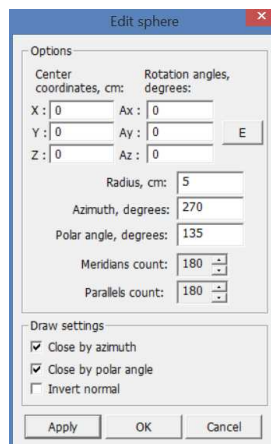 Edit sphere
Options
Center coordinates, cm:
Rotation angles, degrees:
X : 0 Ax : 0
Y : 0 Ay : 0 E
Z : 0 Az : 0
Radius, cm: 5
Azimuth, degrees: 270
Polar angle, degrees: 135
Meridians count: 180
Parallels count: 180
Draw settings
Close by azimuth
Close by polar angle
Invert normal
Apply OK Cancel